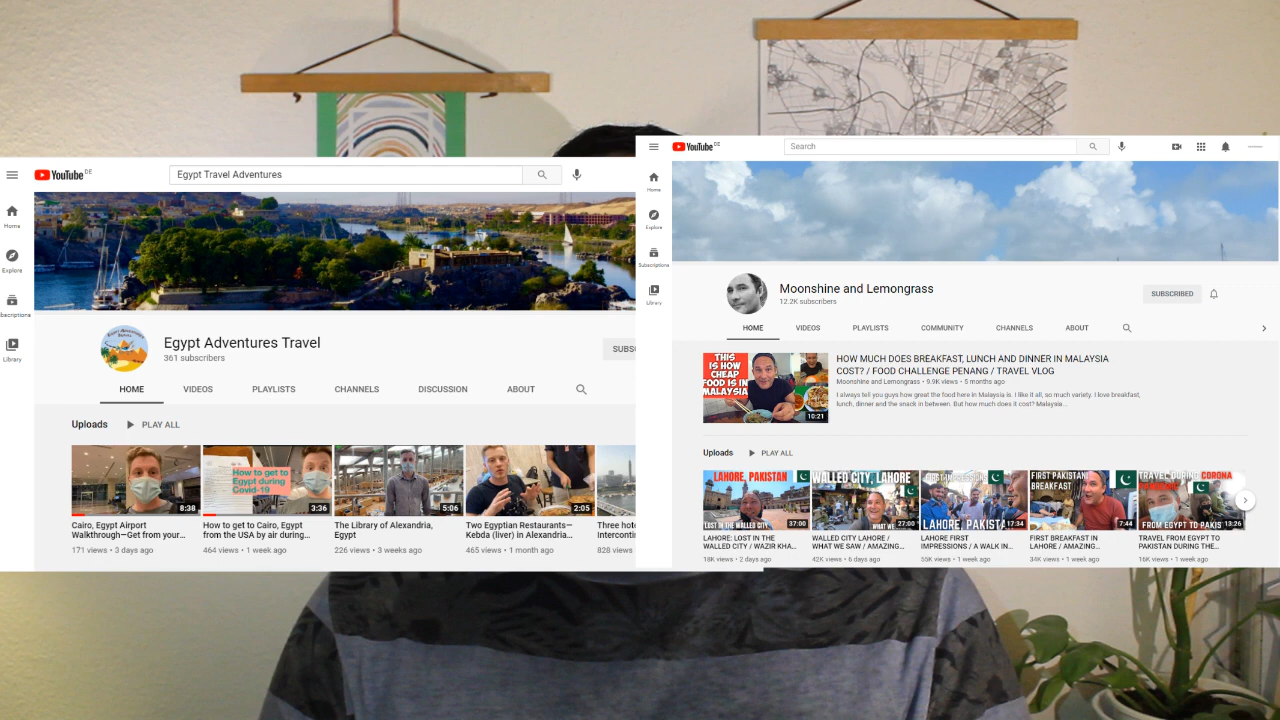 YouTube DE
Egypt Travel Adventures
Home
Explore
Library
Egypt Adventures Travel
361 subscribers
HOME VIDEOS PLAYLISTS CHANNELS DISCUSSION ABOUT
Uploads PLAY ALL
8:38
How to get to
Egypt during
Covid-19
3:36
5:06
2:05
Cairo, Egypt Airport
Walkthrough—Get from your...
171 views • 3 days ago
How to get to Cairo, Egypt
from the USA by air during...
464 views • 1 week ago
The Library of Alexandria,
Egypt
226 views • 3 weeks ago
Two Egyptian Restaurants—
Kebda (liver) in Alexandria...
465 views • 1 month ago
Three hot
Interconti
828 views
YouTube DE
Search
Home
Explore
Subscriptions
Library
Moonshine and Lemongrass
12.2K subscribers
SUBSCRIBED
HOME VIDEOS PLAYLISTS COMMUNITY CHANNELS ABOUT
THIS
IS HOW
CHEAP
FOOD IS IN
MALAYSIA
10:21
HOW MUCH DOES BREAKFAST, LUNCH AND DINNER IN MALAYSIA
COST? / FOOD CHALLENGE PENANG / TRAVEL VLOG
Moonshine and Lemongrass • 9.9K views • 5 months ago
I always tell you guys how great the food here in Malaysia is. I like it all, so much variety. I love breakfast,
lunch, dinner and the snack in between. But how much does it cost? Malaysia...
Uploads PLAY ALL
LAHORE, PAKISTAN
LOST IN THE WALLED CITY
37:00
WALLED CITY, LAHORE
WHAT WE
27:00
LAHORE, PAKISTA
17:34
FIRST PAKISTANI
BREAKFAST
7:44
TRAVEL DURING CORONA
FROM EGYPT TO PAKIS
13:26
LAHORE: LOST IN THE
WALLED CITY / WAZIR KHA...
18K views • 2 days ago
WALLED CITY LAHORE /
WHAT WE SAW / AMAZING...
42K views • 6 days ago
LAHORE FIRST
IMPRESSIONS / A WALK IN...
55K views • 1 week ago
FIRST BREAKFAST IN
LAHORE / AMAZING...
34K views • 1 week ago
TRAVEL FROM EGYPT TO
PAKISTAN DURING THE...
16K views • 1 week ago